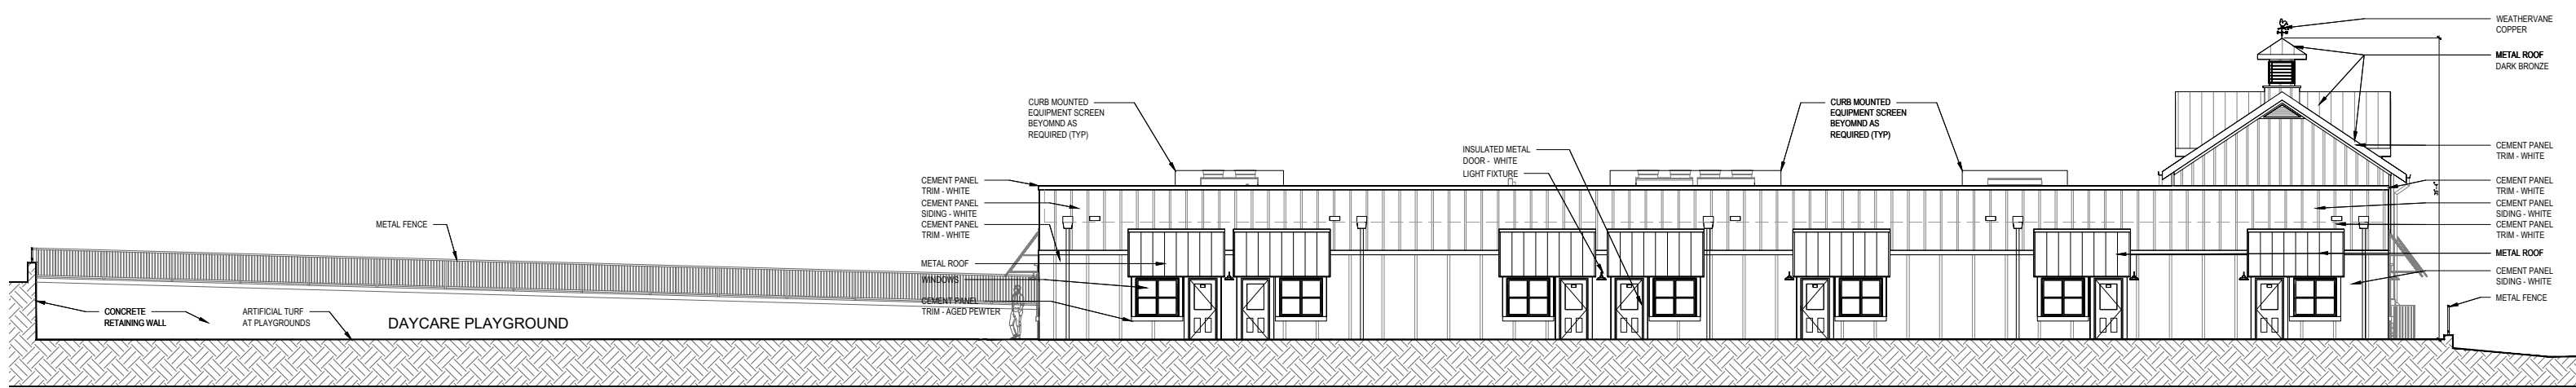 WEATHERVANE
COPPER
METAL ROOF
DARK BRONZE
CURB MOUNTED
EQUIPMENT SCREEN
BEYOMND AS
REQUIRED (TYP)
CURB MOUNTED
EQUIPMENT SCREEN
BEYOMND AS
REQUIRED (TYP)
INSULATED METAL
DOOR - WHITE
LIGHT FIXTURE
CEMENT PANEL
TRIM - WHITE
CEMENT PANEL
TRIM - WHITE
CEMENT PANEL
SIDING - WHITE
CEMENT PANEL
TRIM - WHITE
METAL ROOF
WINDOWS
CEMENT PANEL
TRIM - AGED PEWTER
CEMENT PANEL
TRIM - WHITE
CEMENT PANEL
SIDING - WHITE
CEMENT PANEL
TRIM - WHITE
METAL ROOF
CEMENT PANEL
SIDING - WHITE
METAL FENCE
METAL FENCE
CONCRETE
RETAINING WALL
ARTIFICIAL TURF
AT PLAYGROUNDS
DAYCARE PLAYGROUND